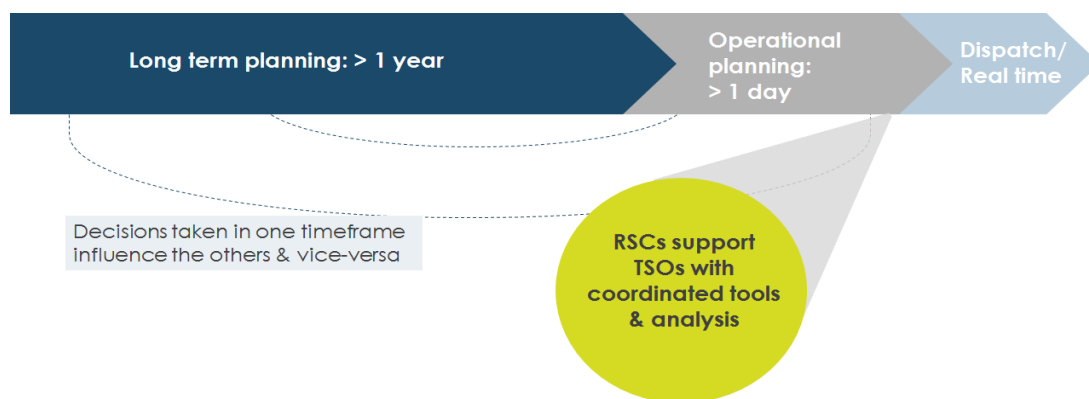 Long term planning: > 1 year
Operational
planning:
> 1 day
Dispatch/
Real time
Decisions taken in one timeframe
influence the others & vice-versa
RSCs support
TSOs with
coordinated tools
& analysis